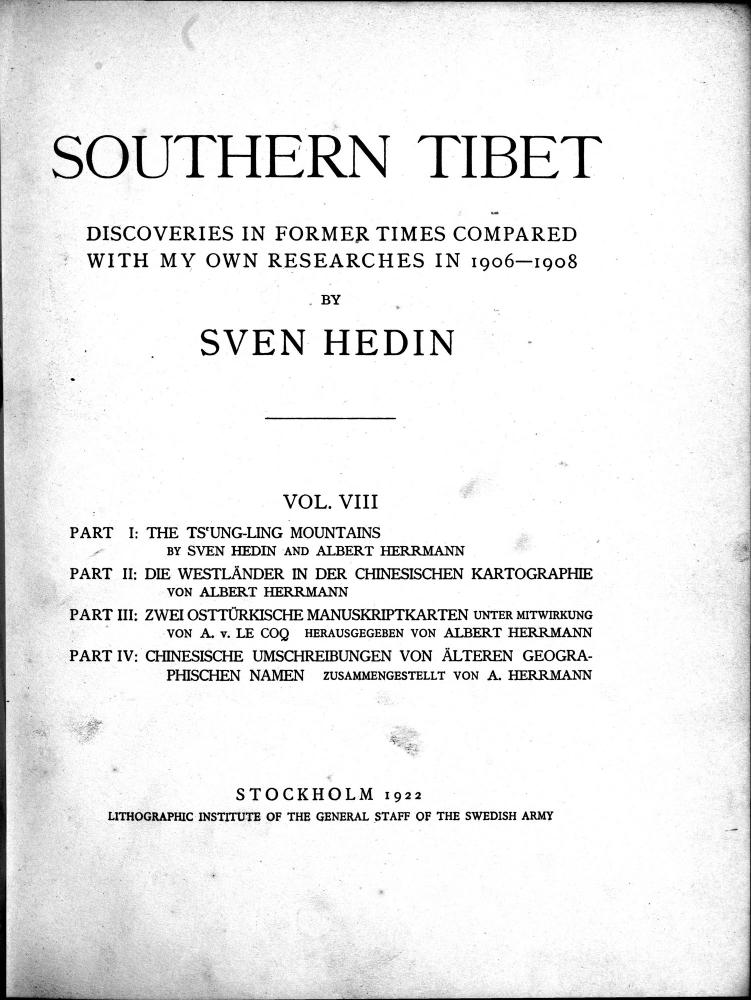 SOUTHERN TIBET
DISCOVERIES IN FORMER TIMES COMPARED
WITH MY OWN RESEARCHES IN 1906—1908
BY
SVEN HEDIN
VOL. VIII
PART I: THE TS‘UNG-LING MOUNTAINS
BY SVEN HEDIN AND ALBERT HERRMANN
PART II: DIE WESTLÄNDER IN DER CHINESISCHEN KARTOGRAPHIE
VON ALBERT HERRMANN
PART III: ZWEI OSTTÜRKISCHE MANUSKRIPTKARTEN UNTER MITWIRKUNG
VON A. v. LE COQ HERAUSGEGEBEN VON ALBERT HERRMANN
PART IV: CHINESISCHE UMSCHREIBUNGEN VON ÄLTEREN GEOGRA-
PHISCHEN NAMEN ZUSAMMENGESTELLT VON A. HERRMANN
STOCKHOLM 1922
LITHOGRAPHIC INSTITUTE OF THE GENERAL STAFF OF THE SWEDISH ARMY